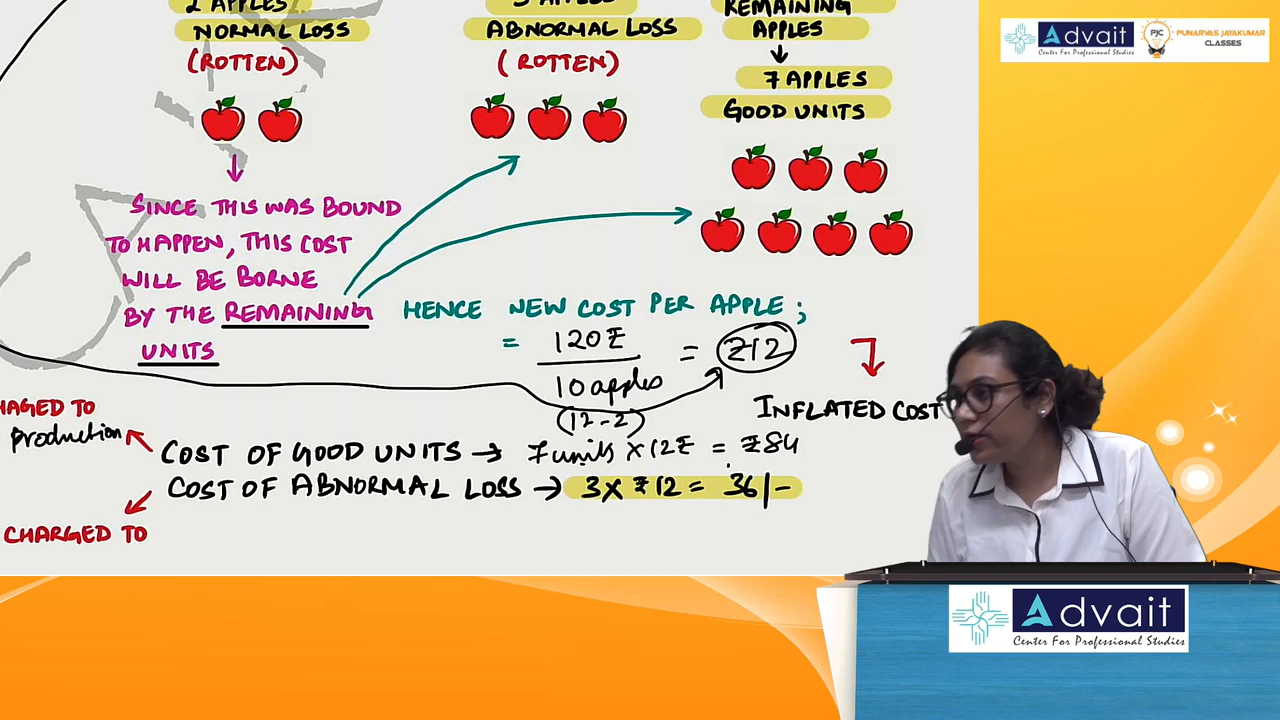 2 APPLES
NORMAL LOSS
(ROTTEN)
SINCE THIS WAS BOUND
TO HAPPEN, THIS COST
WILL BE BORNE
BY THE REMAINING
UNITS
3 APPLES
ABNORMAL LOSS
(ROTTEN)
REMAINING
APPLES
7 APPLES
GOOD UNITS
HENCE NEW COST PER APPLE;
= 120₹ / 10 apples = ₹12
(12-2)
INFLATED COST
HAGED TO
production
COST OF GOOD UNITS → 7 units × 12₹ = ₹84
COST OF ABNORMAL LOSS → 3 × ₹12 = 36/-
CHARGED TO
Advait
Center For Professional Studies
PJC
PUNARVAS JAYAKUMAR
CLASSES
Advait
Center For Professional Studies